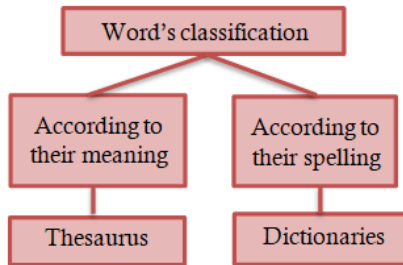 Word's classification
According to
their meaning
According to
their spelling
Thesaurus
Dictionaries